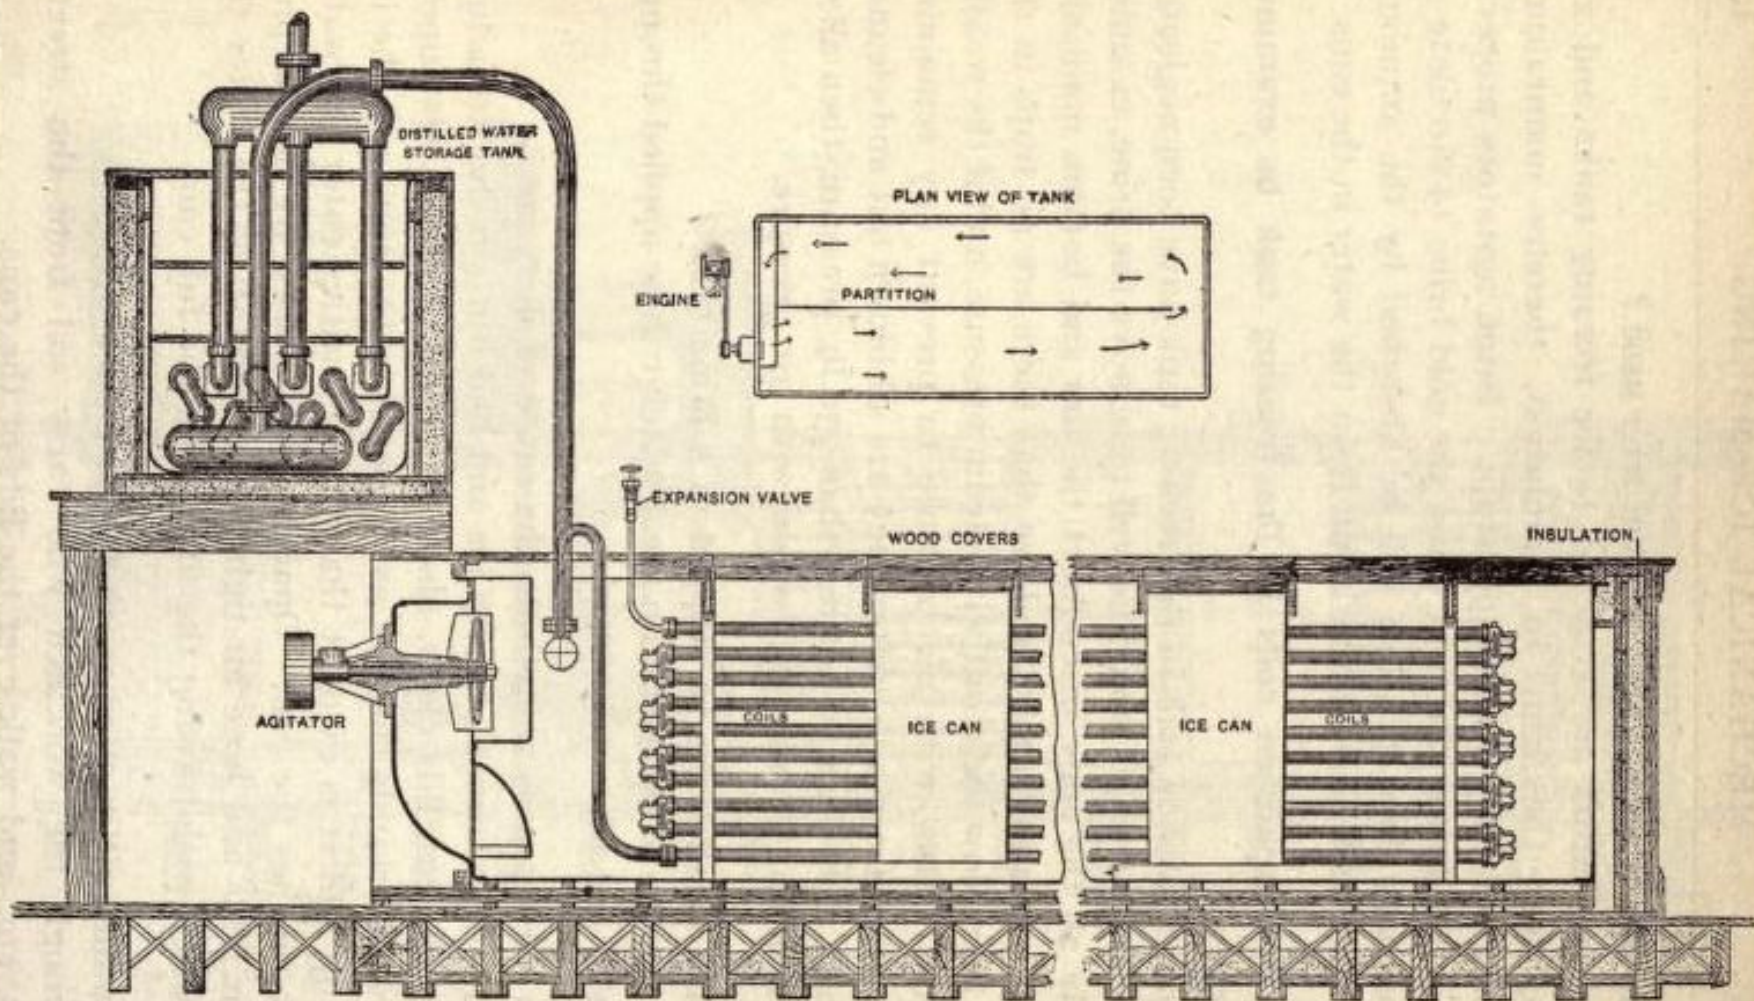 DISTILLED WATER
STORAGE TANK
PLAN VIEW OF TANK
ENGINE
PARTITION
EXPANSION VALVE
WOOD COVERS
INSULATION
AGITATOR
COILS
ICE CAN
ICE CAN
COILS